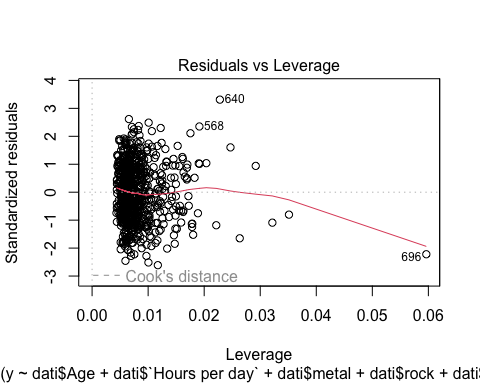 Residuals vs Leverage
Standardized residuals
4
3
2
1
0
-1
-2
-3
640
568
696
Cook's distance
0.00 0.01 0.02 0.03 0.04 0.05 0.06
Leverage
(y ~ dati$Age + dati$`Hours per day` + dati$metal + dati$rock + dati$